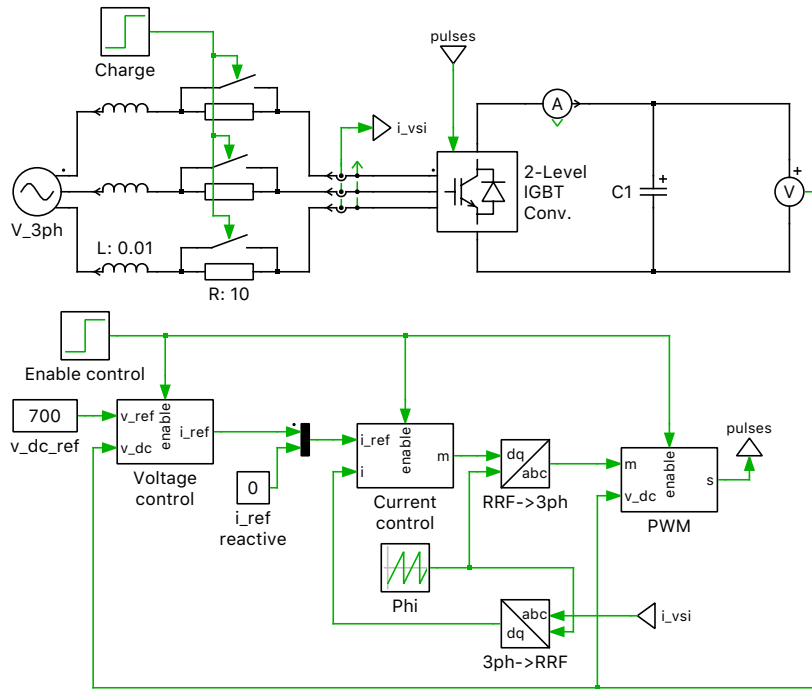 pulses
Charge
A
i_vsi
2-Level
IGBT
Conv.
C1
+
+
V
V_3ph
L: 0.01
R: 10
Enable control
700
v_dc_ref
v_ref
v_dc
enable
i_ref
Voltage
control
0
i_ref
reactive
i_ref
i
enable
m
Current
control
dq
abc
RRF->3ph
m
v_dc
enable
s
PWM
pulses
Phi
abc
dq
3ph->RRF
i_vsi